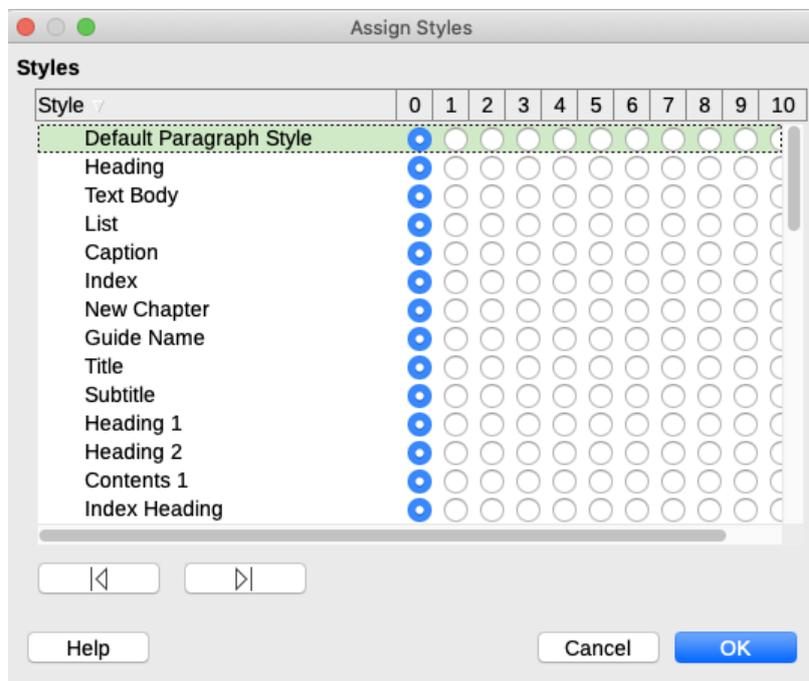 Assign Styles
Styles
Style 0 1 2 3 4 5 6 7 8 9 10
Default Paragraph Style
Heading
Text Body
List
Caption
Index
New Chapter
Guide Name
Title
Subtitle
Heading 1
Heading 2
Contents 1
Index Heading
Help Cancel OK